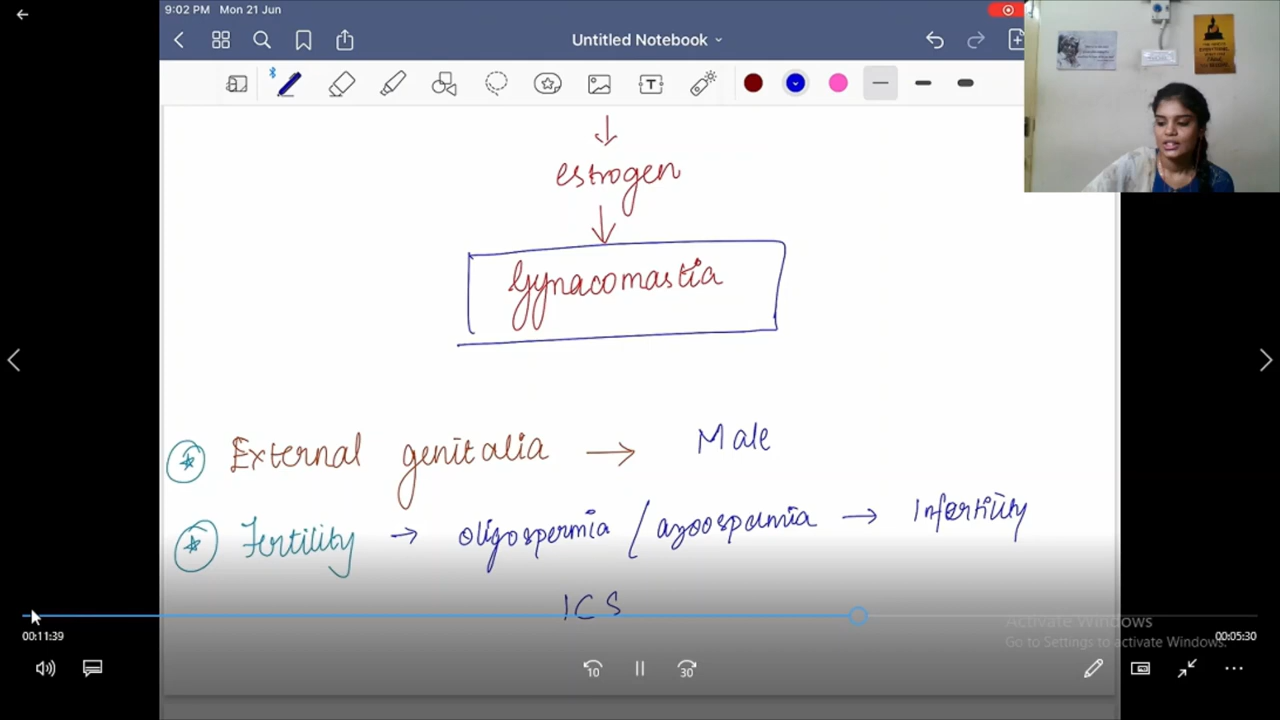 9:02 PM Mon 21 Jun
Untitled Notebook
T
estrogen
Gynacomastia
External genitalia → Male
Fertility → oligospermia / azoospermia → Infertility
ICS
Activate Windows
Go to Settings to activate Windows.
00:11:39
00:05:30
10
30